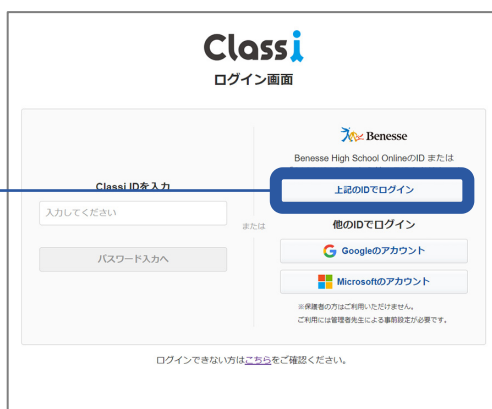 Classi
ログイン画面
Classi IDを入力
入力してください
パスワード入力へ
または
Benesse
Benesse High School OnlineのID または
上記のIDでログイン
他のIDでログイン
Googleのアカウント
Microsoftのアカウント
※保護者の方はご利用いただけません。
ご利用には管理者先生による事前設定が必要です。
ログインできない方はこちらをご確認ください。